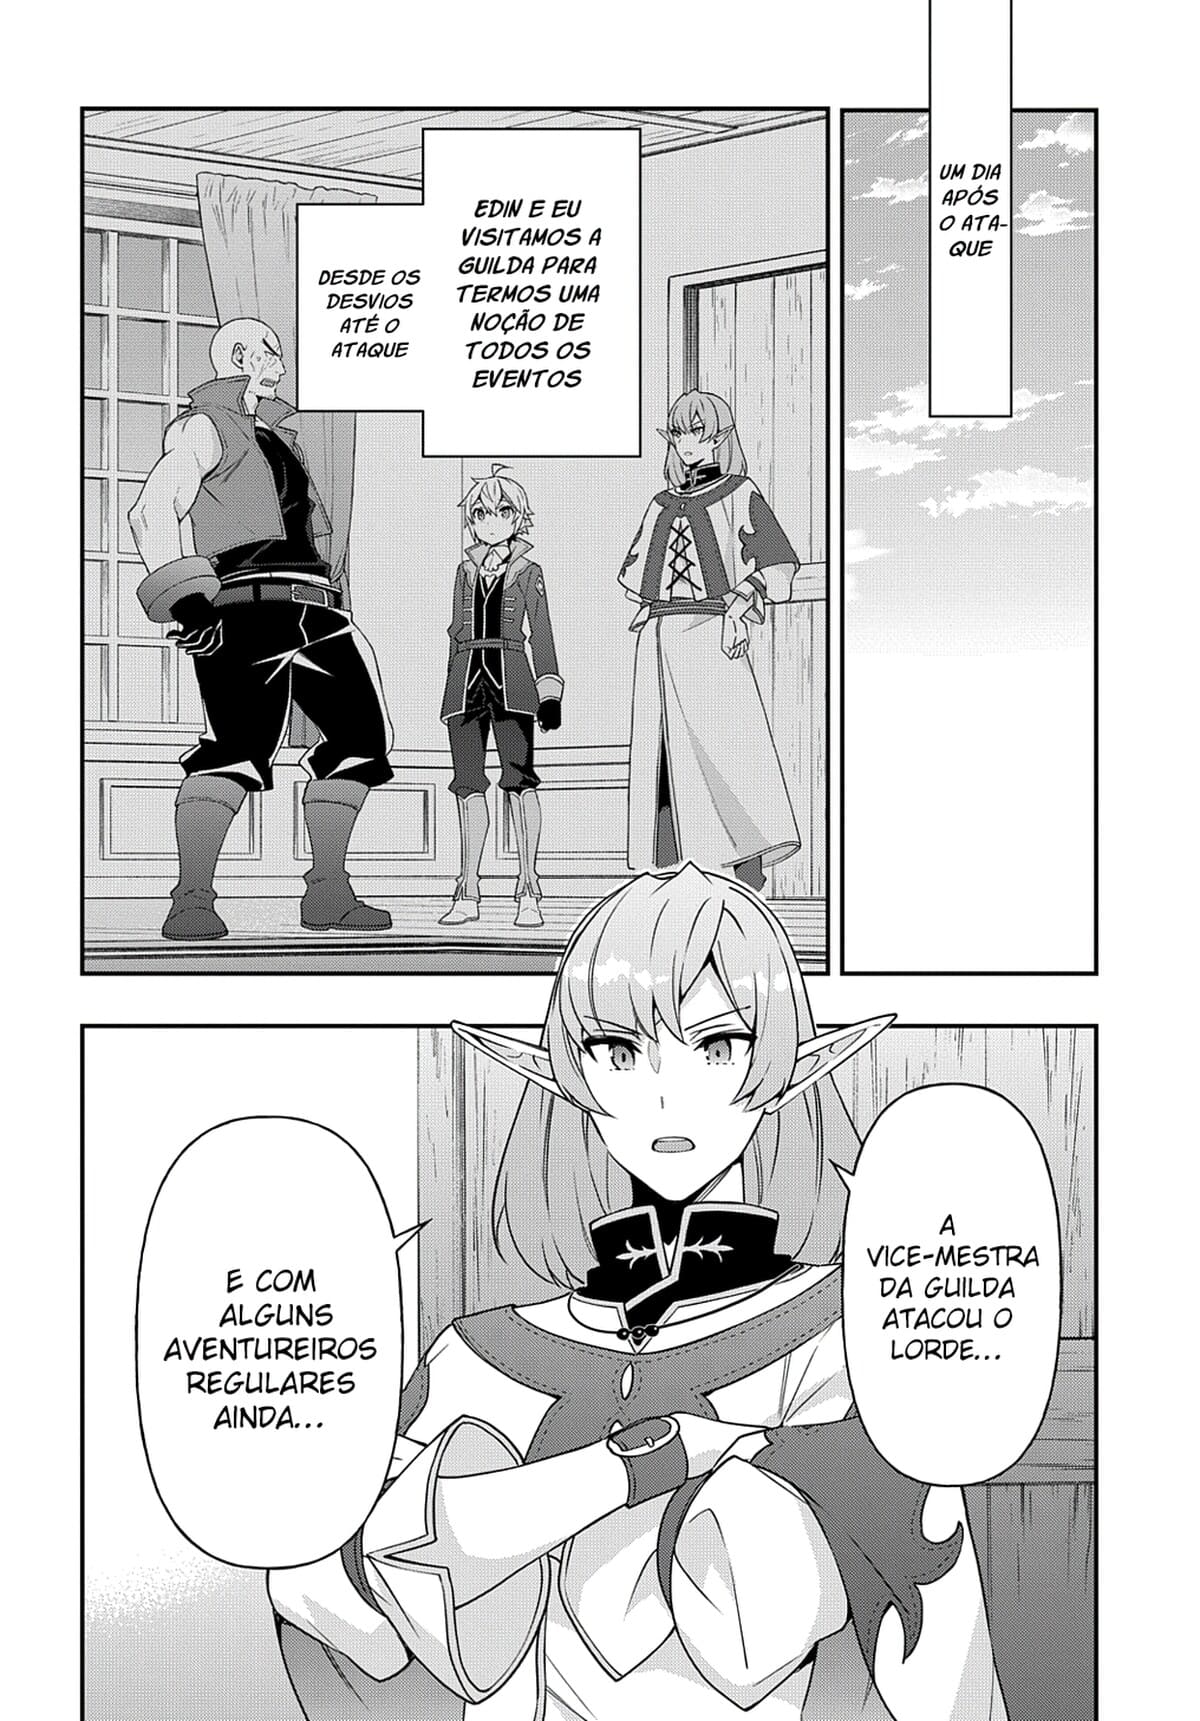 UM DIA
APÓS
O ATA-
QUE
EDIN E EU
VISITAMOS A
GUILDA PARA
TERMOS UMA
NOÇÃO DE
TODOS OS
EVENTOS
DESDE OS
DESVIOS
ATÉ O
ATAQUE
A
VICE-MESTRA
DA GUILDA
ATACOU O
LORDE...
E COM
ALGUNS
AVENTUREIROS
REGULARES
AINDA...